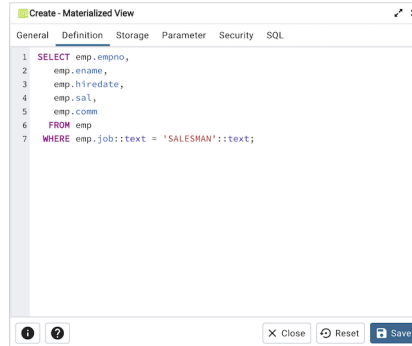 Create - Materialized View
General Definition Storage Parameter Security SQL
1 SELECT emp.empno,
2 emp.ename,
3 emp.hiredate,
4 emp.sal,
5 emp.comm
6 FROM emp
7 WHERE emp.job::text = 'SALESMAN'::text;
Close Reset Save